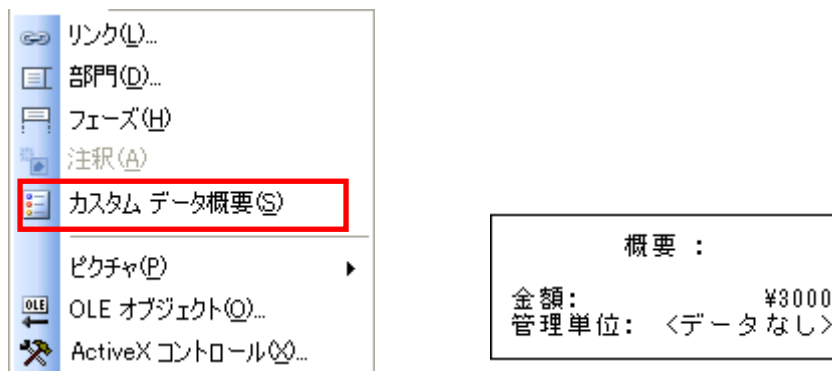 リンク(L)...
部門(D)...
フェーズ(H)
注釈(A)
カスタム データ概要(S)
ピクチャ(P)
OLE オブジェクト(O)...
ActiveX コントロール(X)...
概要 :
金額: ¥3000
管理単位: <データなし>
OLE